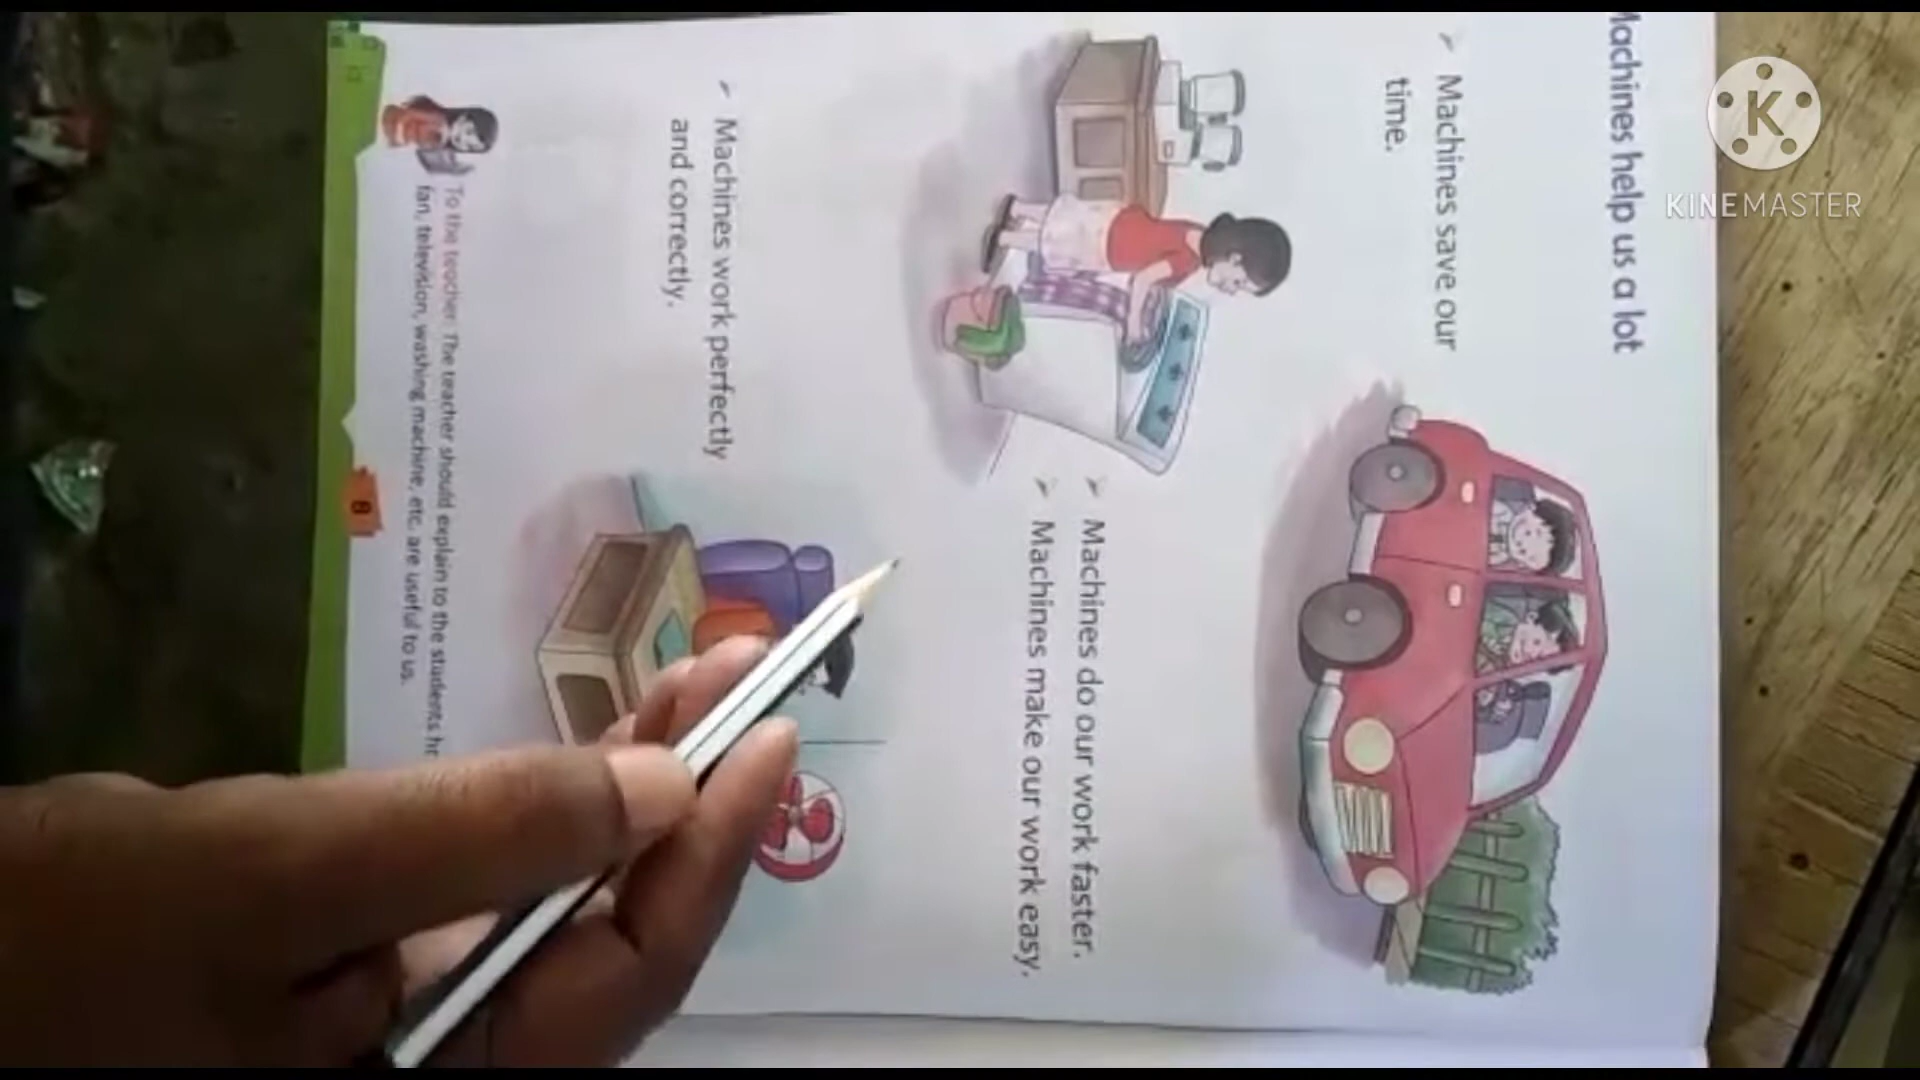 Machines help us a lot
Machines save our
time.
Machines do our work faster.
Machines make our work easy.
Machines work perfectly
and correctly.
To the teacher: The teacher should explain to the students
fan, television, washing machine, etc. are useful to us.
8
K
KINEMASTER